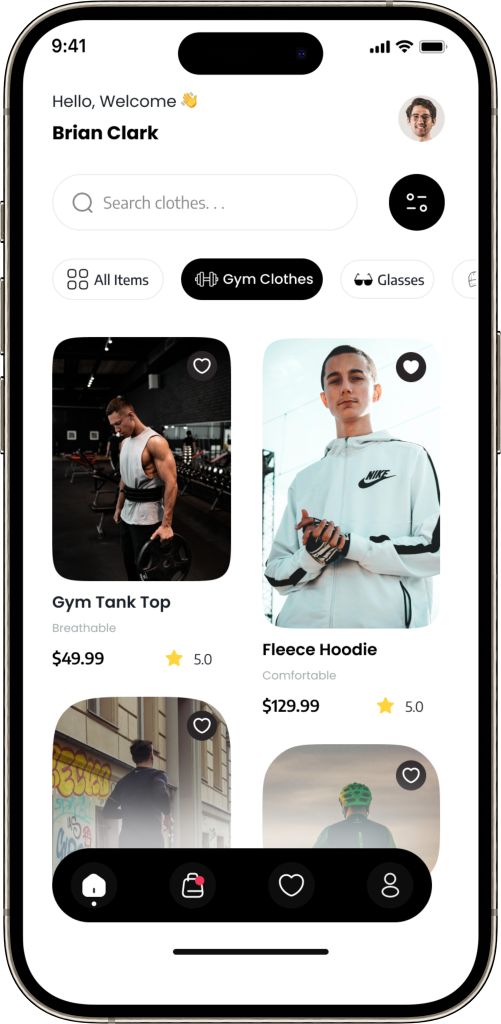 9:41
Hello, Welcome 👋
Brian Clark
Search clothes. . .
All Items
Gym Clothes
Glasses
NIKE
Gym Tank Top
Breathable
$49.99
5.0
Fleece Hoodie
Comfortable
$129.99
5.0